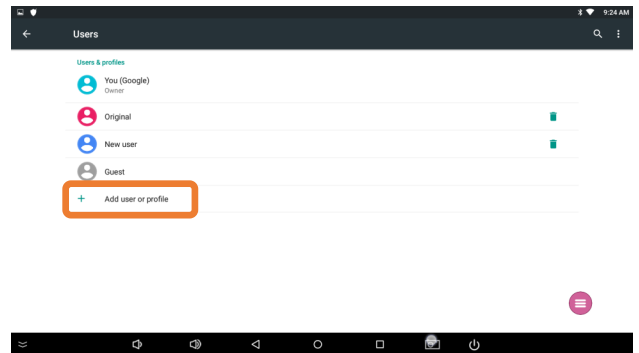 9:24 AM
Users
Users & profiles
You (Google)
Owner
Original
New user
Guest
Add user or profile